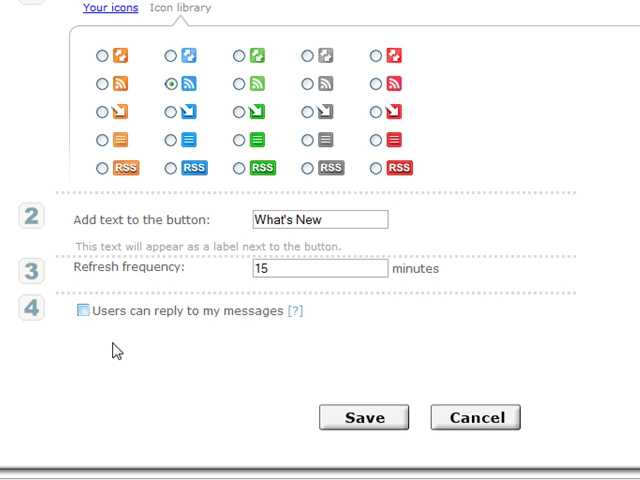 Your icons Icon library
RSS RSS RSS RSS RSS
2 Add text to the button: What's New
This text will appear as a label next to the button.
3 Refresh frequency: 15 minutes
4 Users can reply to my messages [?]
Save Cancel